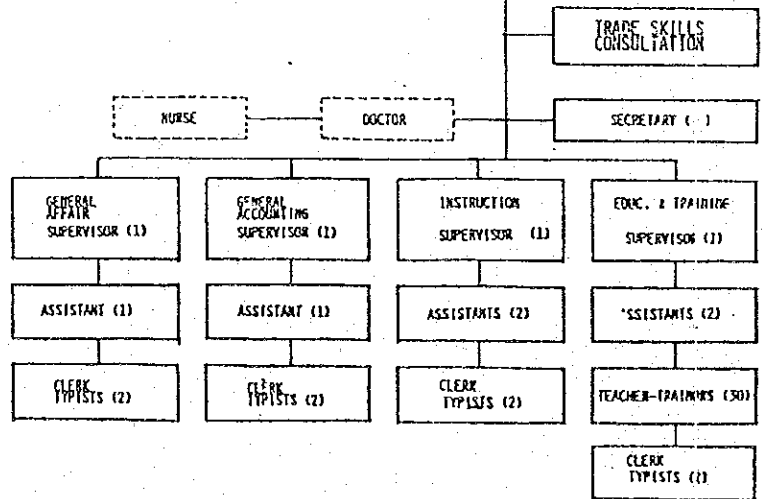 TRADE SKILLS
CONSULTATION
NURSE
DOCTOR
SECRETARY
GENERAL
AFFAIR
SUPERVISOR (1)
GENERAL
ACCOUNTING
SUPERVISOR (1)
INSTRUCTION
SUPERVISOR (1)
EDUC. & TRAINING
SUPERVISOR (1)
ASSISTANT (1)
ASSISTANT (1)
ASSISTANTS (2)
ASSISTANTS (2)
CLERK
TYPISTS (2)
CLERK
TYPISTS (2)
CLERK
TYPISTS (2)
TEACHER-TRAINORS (30)
CLERK
TYPISTS